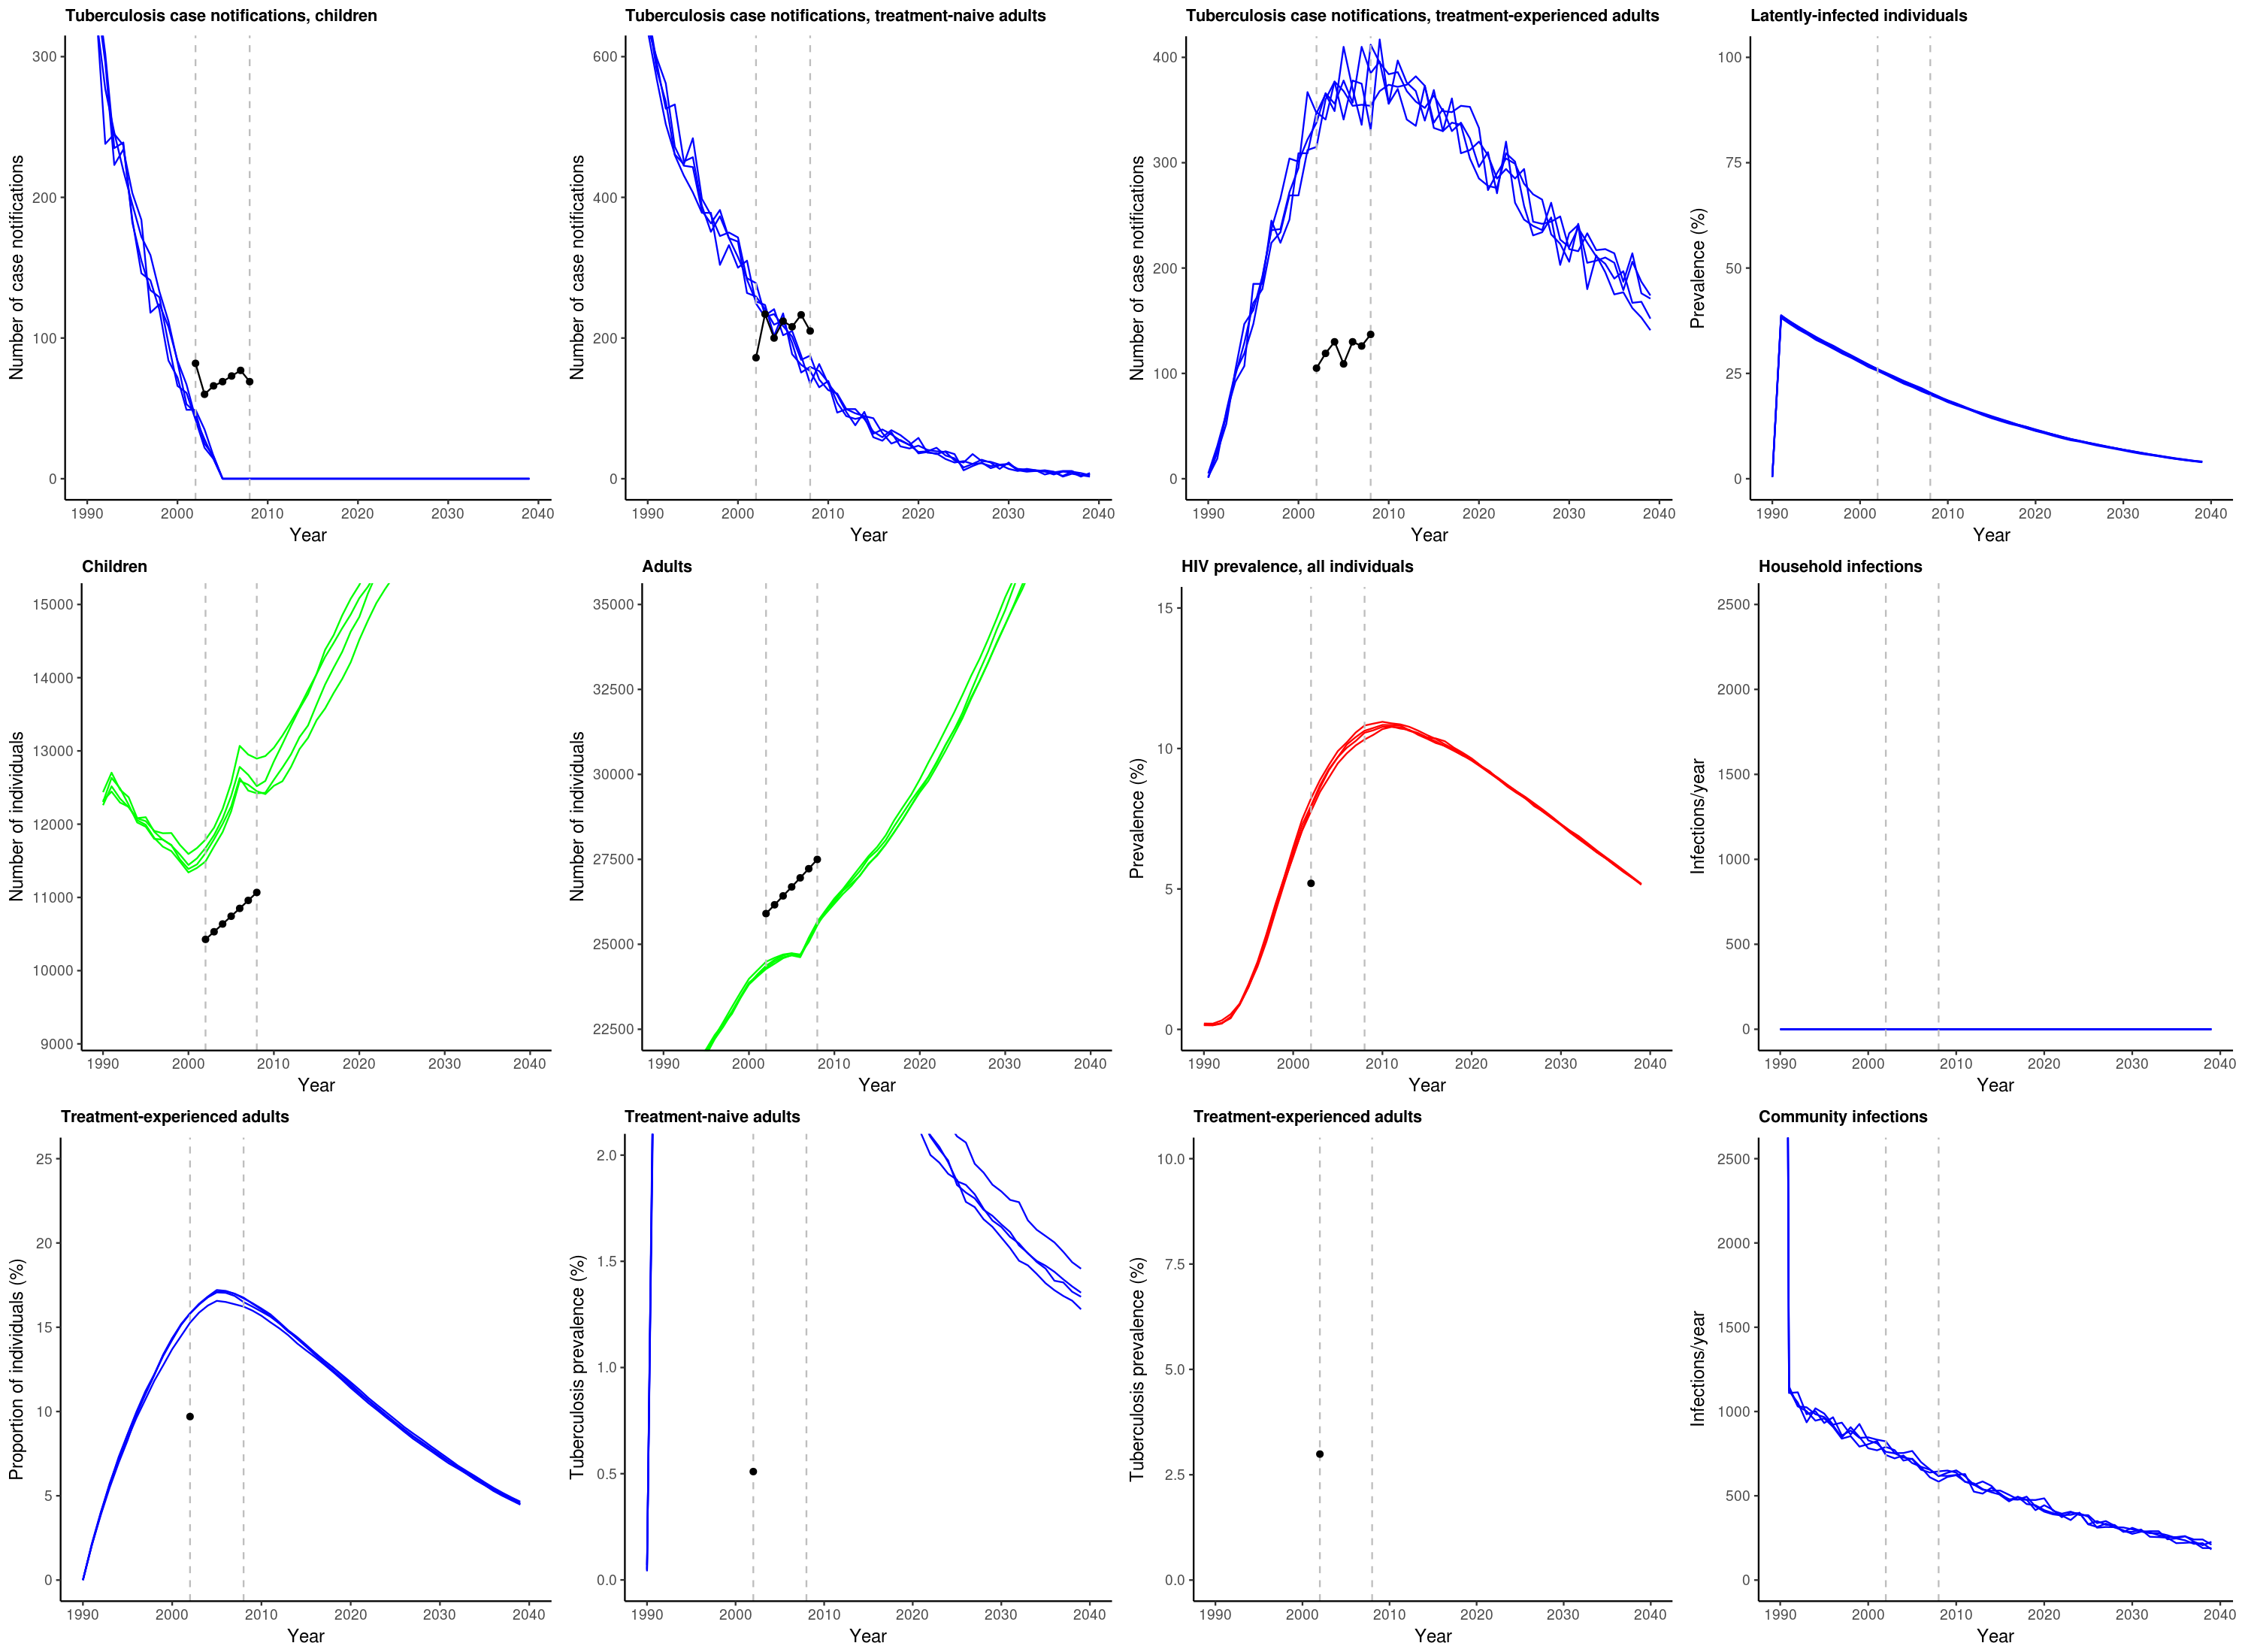 Tuberculosis case notifications, children
Number of case notifications
300
200
100
0
1990 2000 2010 2020 2030 2040
Year
Tuberculosis case notifications, treatment-naive adults
Number of case notifications
600
400
200
0
1990 2000 2010 2020 2030 2040
Year
Tuberculosis case notifications, treatment-experienced adults
Number of case notifications
400
300
200
100
0
1990 2000 2010 2020 2030 2040
Year
Latently-infected individuals
Prevalence (%)
100
75
50
25
0
1990 2000 2010 2020 2030 2040
Year
Children
Number of individuals
15000
14000
13000
12000
11000
10000
9000
1990 2000 2010 2020 2030 2040
Year
Adults
Number of individuals
35000
32500
30000
27500
25000
22500
1990 2000 2010 2020 2030 2040
Year
HIV prevalence, all individuals
Prevalence (%)
15
10
5
0
1990 2000 2010 2020 2030 2040
Year
Household infections
Infections/year
2500
2000
1500
1000
500
0
1990 2000 2010 2020 2030 2040
Year
Treatment-experienced adults
Proportion of individuals (%)
25
20
15
10
5
0
1990 2000 2010 2020 2030 2040
Year
Treatment-naive adults
Tuberculosis prevalence (%)
2.0
1.5
1.0
0.5
0.0
1990 2000 2010 2020 2030 2040
Year
Treatment-experienced adults
Tuberculosis prevalence (%)
10.0
7.5
5.0
2.5
0.0
1990 2000 2010 2020 2030 2040
Year
Community infections
Infections/year
2500
2000
1500
1000
500
0
1990 2000 2010 2020 2030 2040
Year